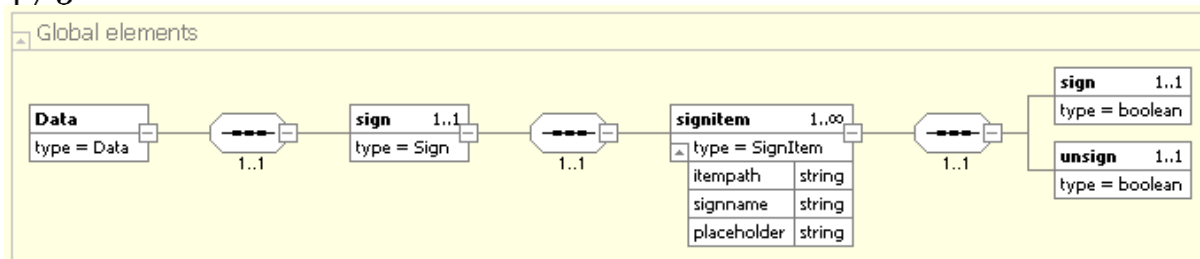 Global elements
Data
type = Data
1..1
sign 1..1
type = Sign
1..1
signitem 1..∞
type = SignItem
itempath string
signname string
placeholder string
1..1
sign 1..1
type = boolean
unsign 1..1
type = boolean